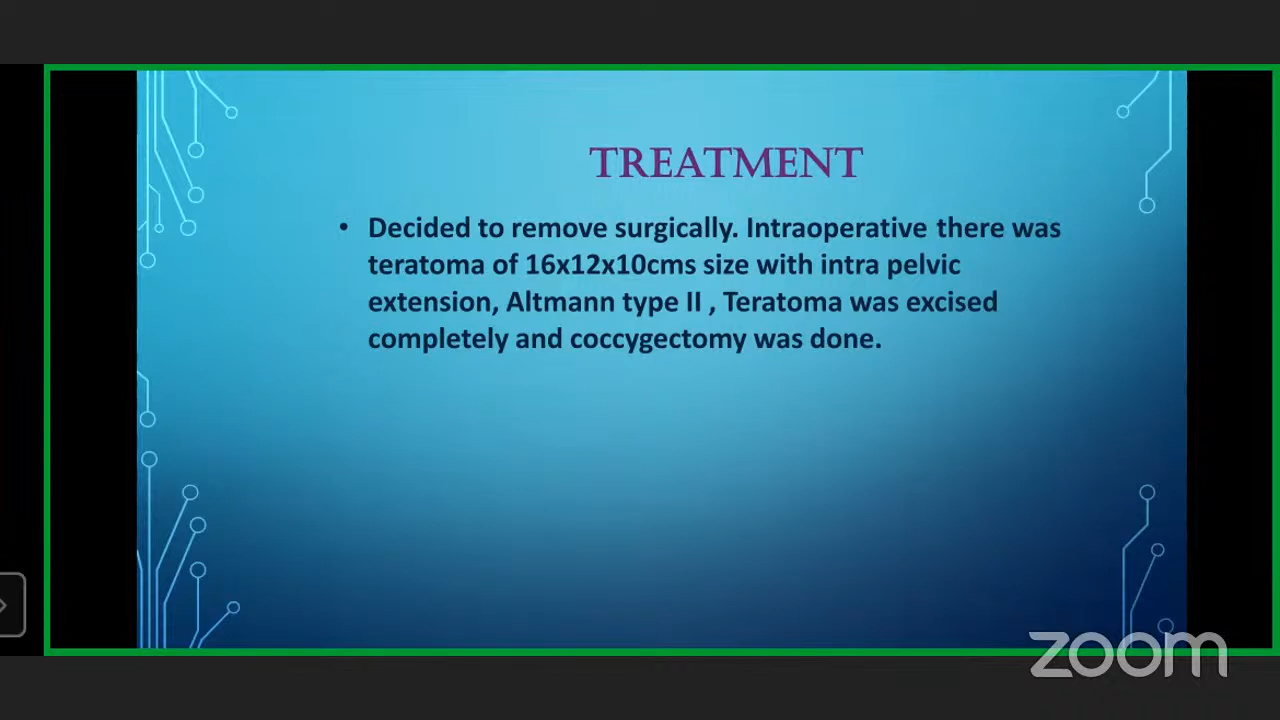 TREATMENT
• Decided to remove surgically. Intraoperative there was
teratoma of 16x12x10cms size with intra pelvic
extension, Altmann type II , Teratoma was excised
completely and coccygectomy was done.
zoom